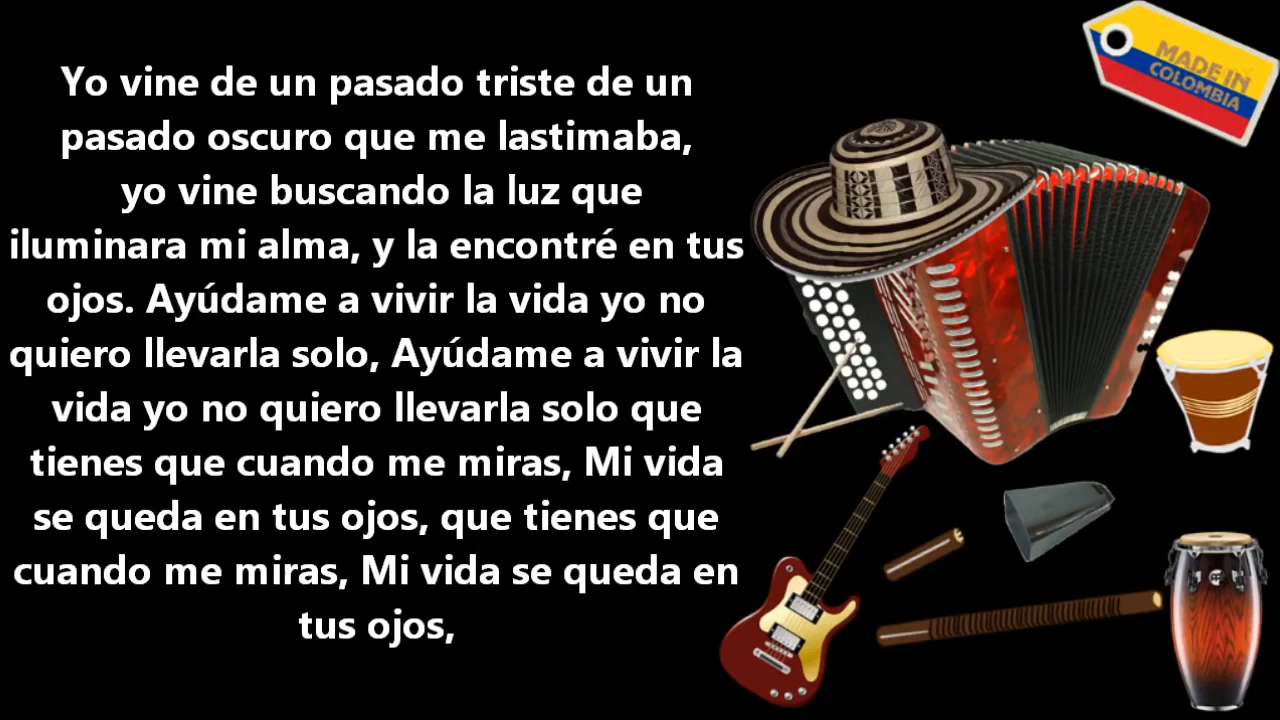 Yo vine de un pasado triste de un
pasado oscuro que me lastimaba,
yo vine buscando la luz que
iluminara mi alma, y la encontré en tus
ojos. Ayúdame a vivir la vida yo no
quiero llevarla solo, Ayúdame a vivir la
vida yo no quiero llevarla solo que
tienes que cuando me miras, Mi vida
se queda en tus ojos, que tienes que
cuando me miras, Mi vida se queda en
tus ojos,
MADE IN
COLOMBIA